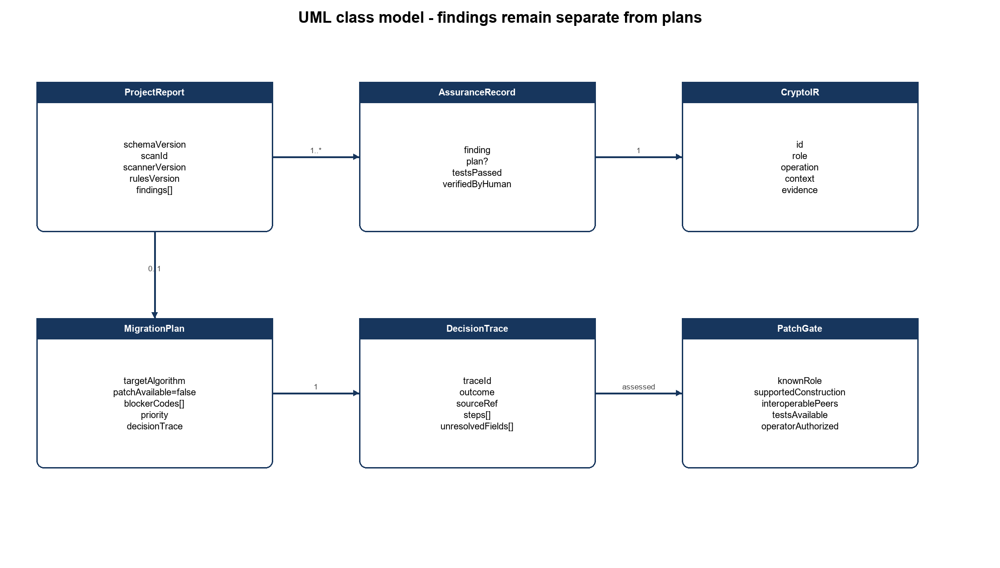 UML class model - findings remain separate from plans
ProjectReport
schemaVersion
scanId
scannerVersion
rulesVersion
findings[]
1..*
AssuranceRecord
finding
plan?
testsPassed
verifiedByHuman
1
CryptoIR
id
role
operation
context
evidence
0..1
MigrationPlan
targetAlgorithm
patchAvailable=false
blockerCodes[]
priority
decisionTrace
1
DecisionTrace
traceId
outcome
sourceRef
steps[]
unresolvedFields[]
assessed
PatchGate
knownRole
supportedConstruction
interoperablePeers
testsAvailable
operatorAuthorized